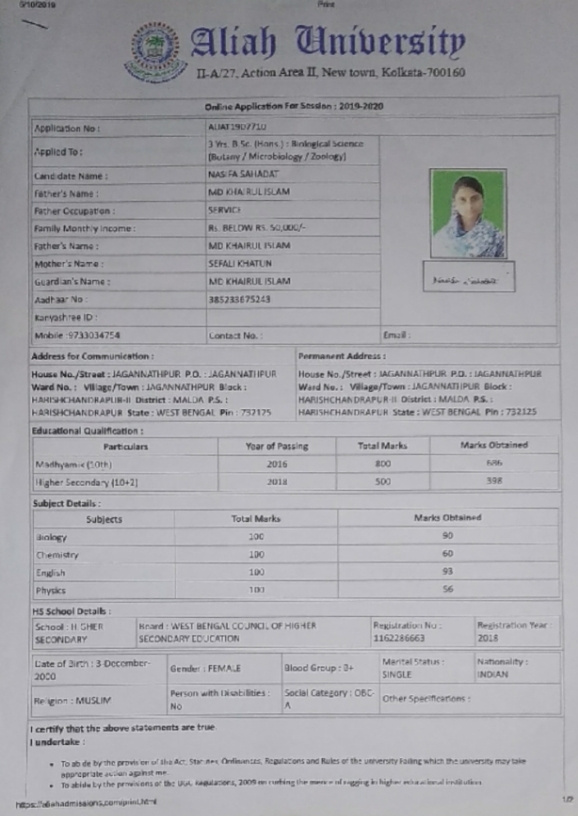 5/10/2019
Print
Aliah University
II-A/27, Action Area II, New town, Kolkata-700160
Online Application For Session : 2019-2020
Application No :
Applied To : 3 Yrs. B.Sc. (Hons.) : Biological Science
(Botany / Microbiology / Zoology)
Candidate Name : NASIFA SAHADAT
Father's Name : MD KHAIRUL ISLAM
Father Occupation : SERVICE
Family Monthly Income : Rs. BELOW RS. 50,000/-
Father's Name : MD KHAIRUL ISLAM
Mother's Name : SEFALI KHATUN
Guardian's Name : MD KHAIRUL ISLAM
Aadhaar No : 385233675243
Kanyashree ID :
Mobile :9733034754 Contact No. : Email :
Address for Communication : Permanent Address :
House No./Street : JAGANNATHPUR P.O. : JAGANNATHPUR House No./Street : JAGANNATHPUR P.O. : JAGANNATHPUR
Ward No. : Village/Town : JAGANNATHPUR Block : Ward No. : Village/Town : JAGANNATHPUR Block :
HARISHCHANDRAPUR-II District : MALDA P.S. : HARISHCHANDRAPUR-II District : MALDA P.S. :
HARISHCHANDRAPUR State : WEST BENGAL Pin : 732125 HARISHCHANDRAPUR State : WEST BENGAL Pin : 732125
Educational Qualification :
Particulars Year of Passing Total Marks Marks Obtained
Madhyamik (10th) 2016 800
Higher Secondary (10+2) 2018 500 398
Subject Details :
Subjects Total Marks Marks Obtained
Biology 100 90
Chemistry 100 60
English 100 93
Physics 100 56
HS School Details :
School : HIGHER Board : WEST BENGAL COUNCIL OF HIGHER Registration No : Registration Year :
SECONDARY SECONDARY EDUCATION 1162286663 2018
Date of Birth : 3-December-
2000 Gender : FEMALE Blood Group : B+ Marital Status :
SINGLE Nationality :
INDIAN
Religion : MUSLIM Person with Disabilities :
No Social Category : OBC-
A Other Specifications :
I certify that the above statements are true.
I undertake :
• To abide by the provision of the Act, Statutes, Ordinances, Regulations and Rules of the university Failing which the university may take
appropriate action against me.
• To abide by the provisions of the UGC Regulations, 2009 on curbing the menace of ragging in higher educational institution.
https://aliahadmissions.com/print.html
1/2